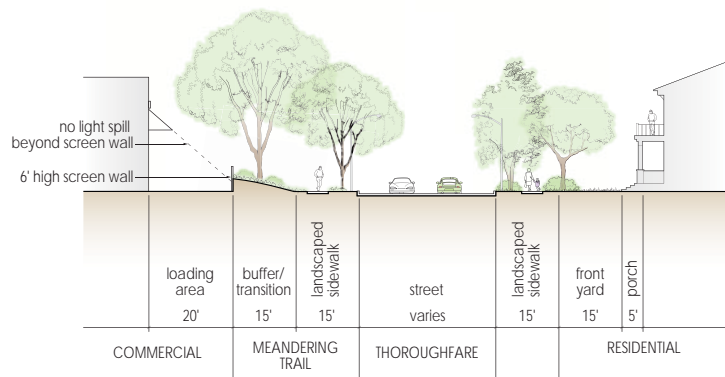 no light spill
beyond screen wall
6' high screen wall
loading
area
20'
buffer/
transition
15'
landscaped
sidewalk
15'
street
varies
landscaped
sidewalk
15'
front
yard
15'
porch
5'
COMMERCIAL
MEANDERING
TRAIL
THOROUGHFARE
RESIDENTIAL